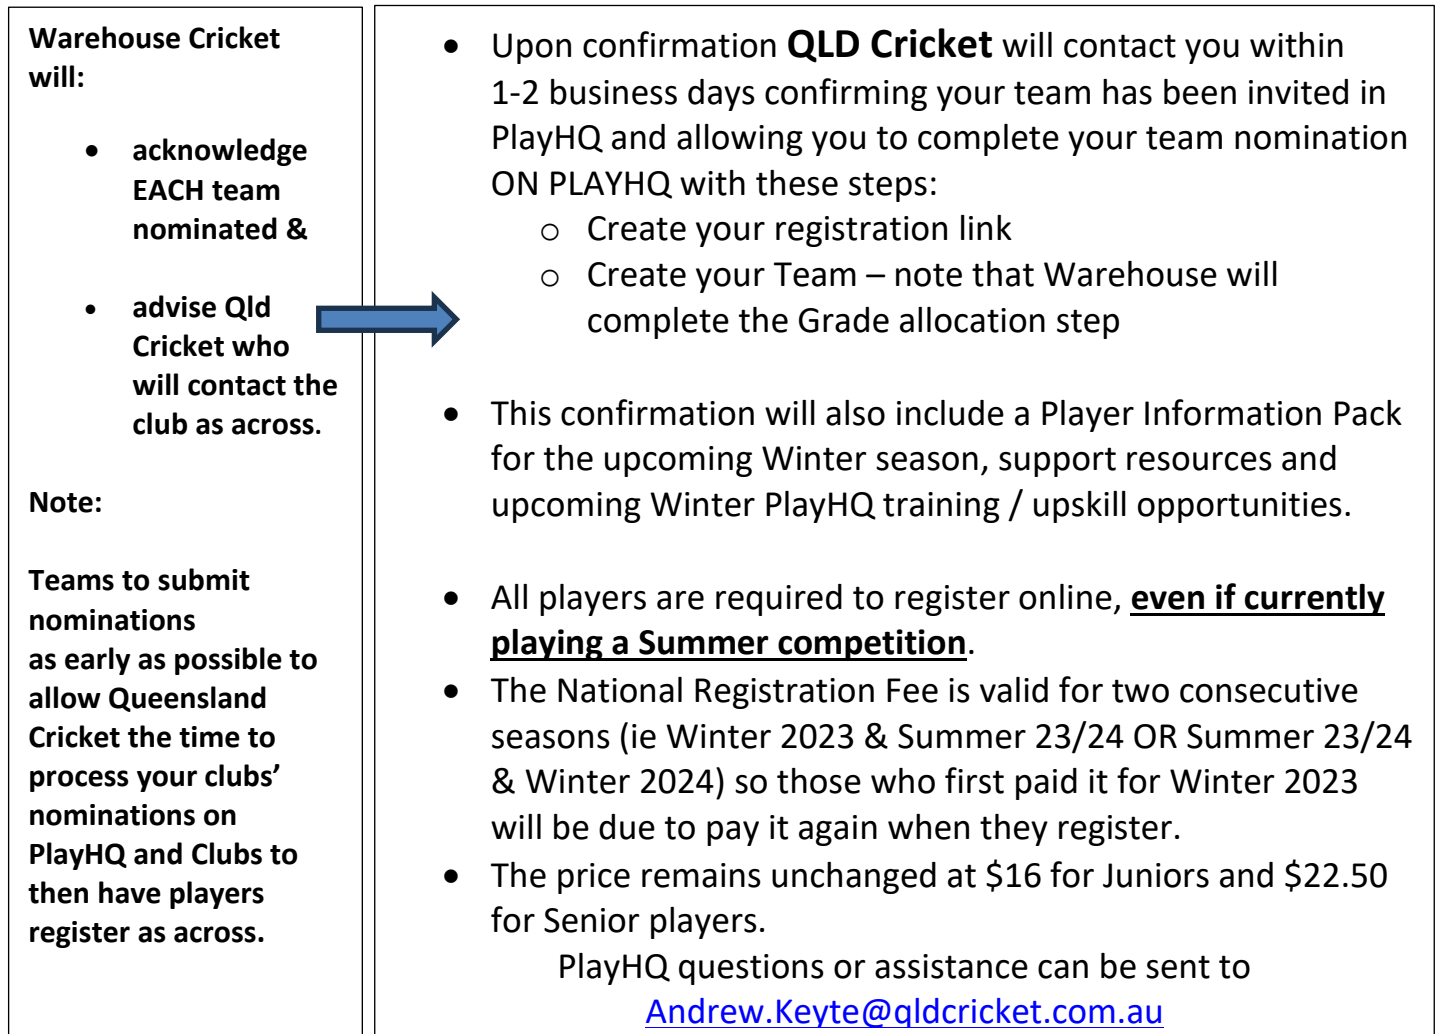 Warehouse Cricket
will:
• acknowledge
EACH team
nominated &
• advise Qld
Cricket who
will contact the
club as across.
Note:
Teams to submit
nominations
as early as possible to
allow Queensland
Cricket the time to
process your clubs’
nominations on
PlayHQ and Clubs to
then have players
register as across.
• Upon confirmation QLD Cricket will contact you within
1-2 business days confirming your team has been invited in
PlayHQ and allowing you to complete your team nomination
ON PLAYHQ with these steps:
o Create your registration link
o Create your Team – note that Warehouse will
complete the Grade allocation step
• This confirmation will also include a Player Information Pack
for the upcoming Winter season, support resources and
upcoming Winter PlayHQ training / upskill opportunities.
• All players are required to register online, even if currently
playing a Summer competition.
• The National Registration Fee is valid for two consecutive
seasons (ie Winter 2023 & Summer 23/24 OR Summer 23/24
& Winter 2024) so those who first paid it for Winter 2023
will be due to pay it again when they register.
• The price remains unchanged at $16 for Juniors and $22.50
for Senior players.
PlayHQ questions or assistance can be sent to
Andrew.Keyte@qldcricket.com.au